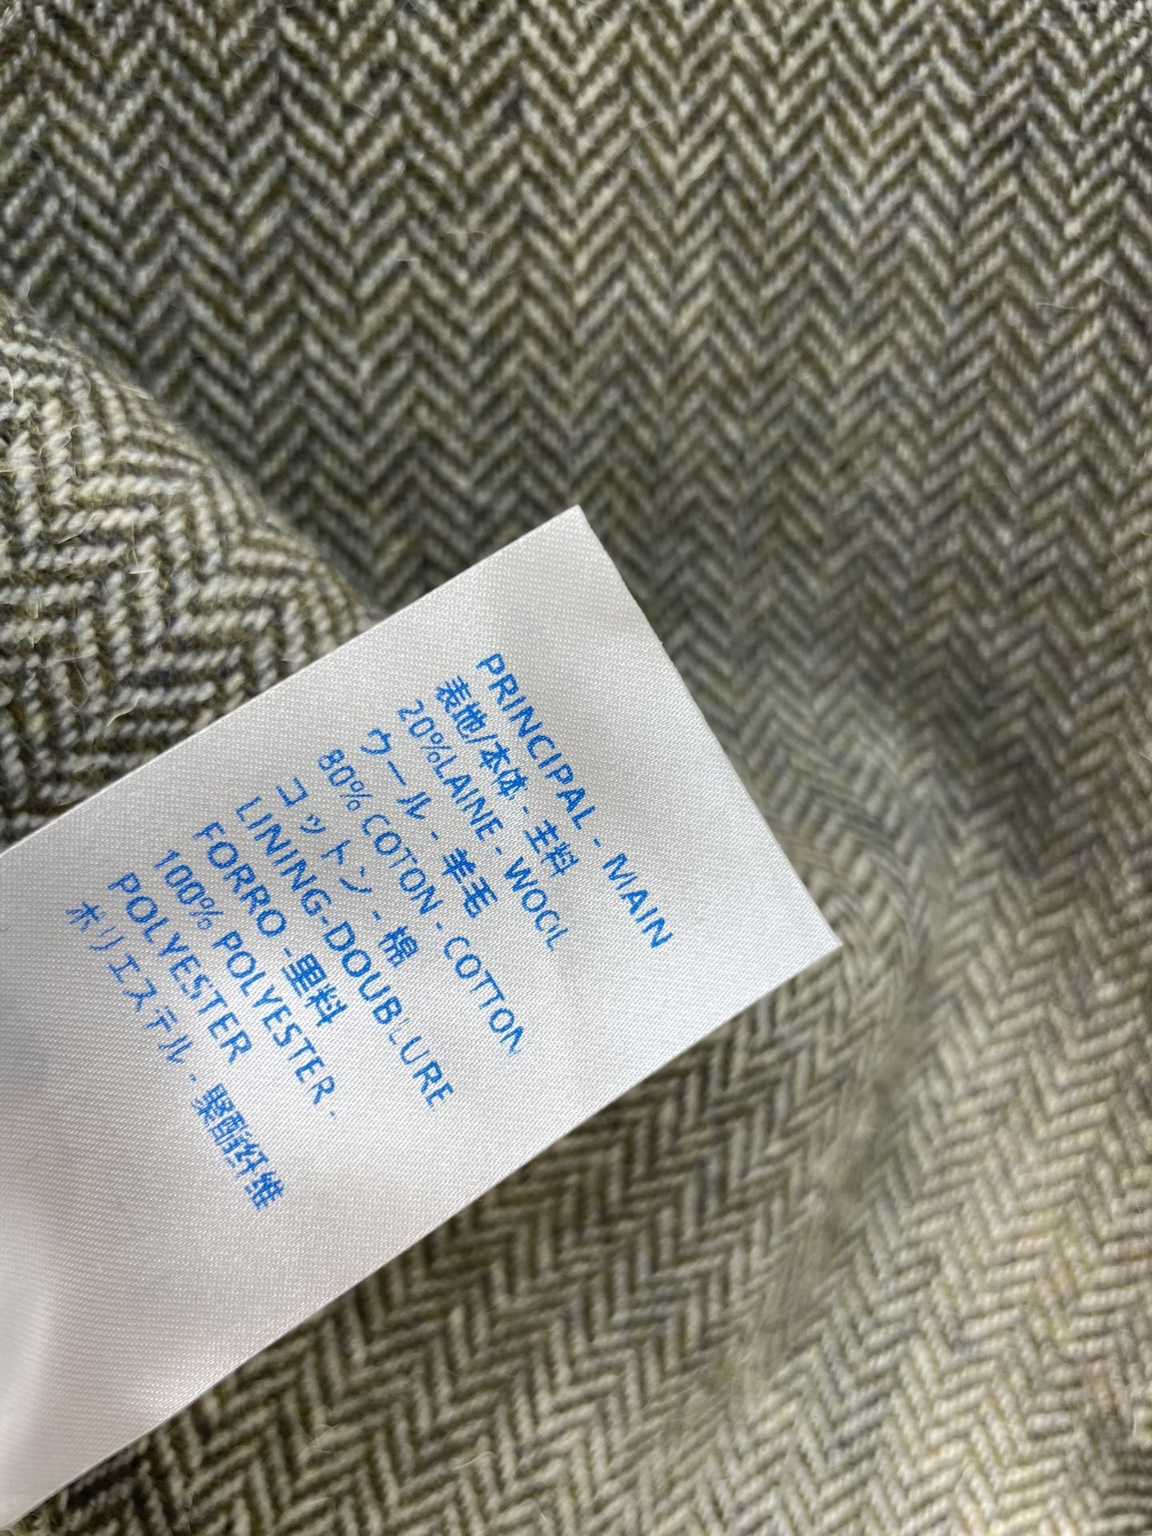 PRINCIPAL - MAIN
表地/本体 - 主料
20%LAINE - WOOL
ウール - 羊毛
80% COTON - COTTON
コットン - 棉
LINING-DOUBLURE
FORRO -里料
100% POLYESTER -
POLYESTER
ポリエステル - 聚酯纤维